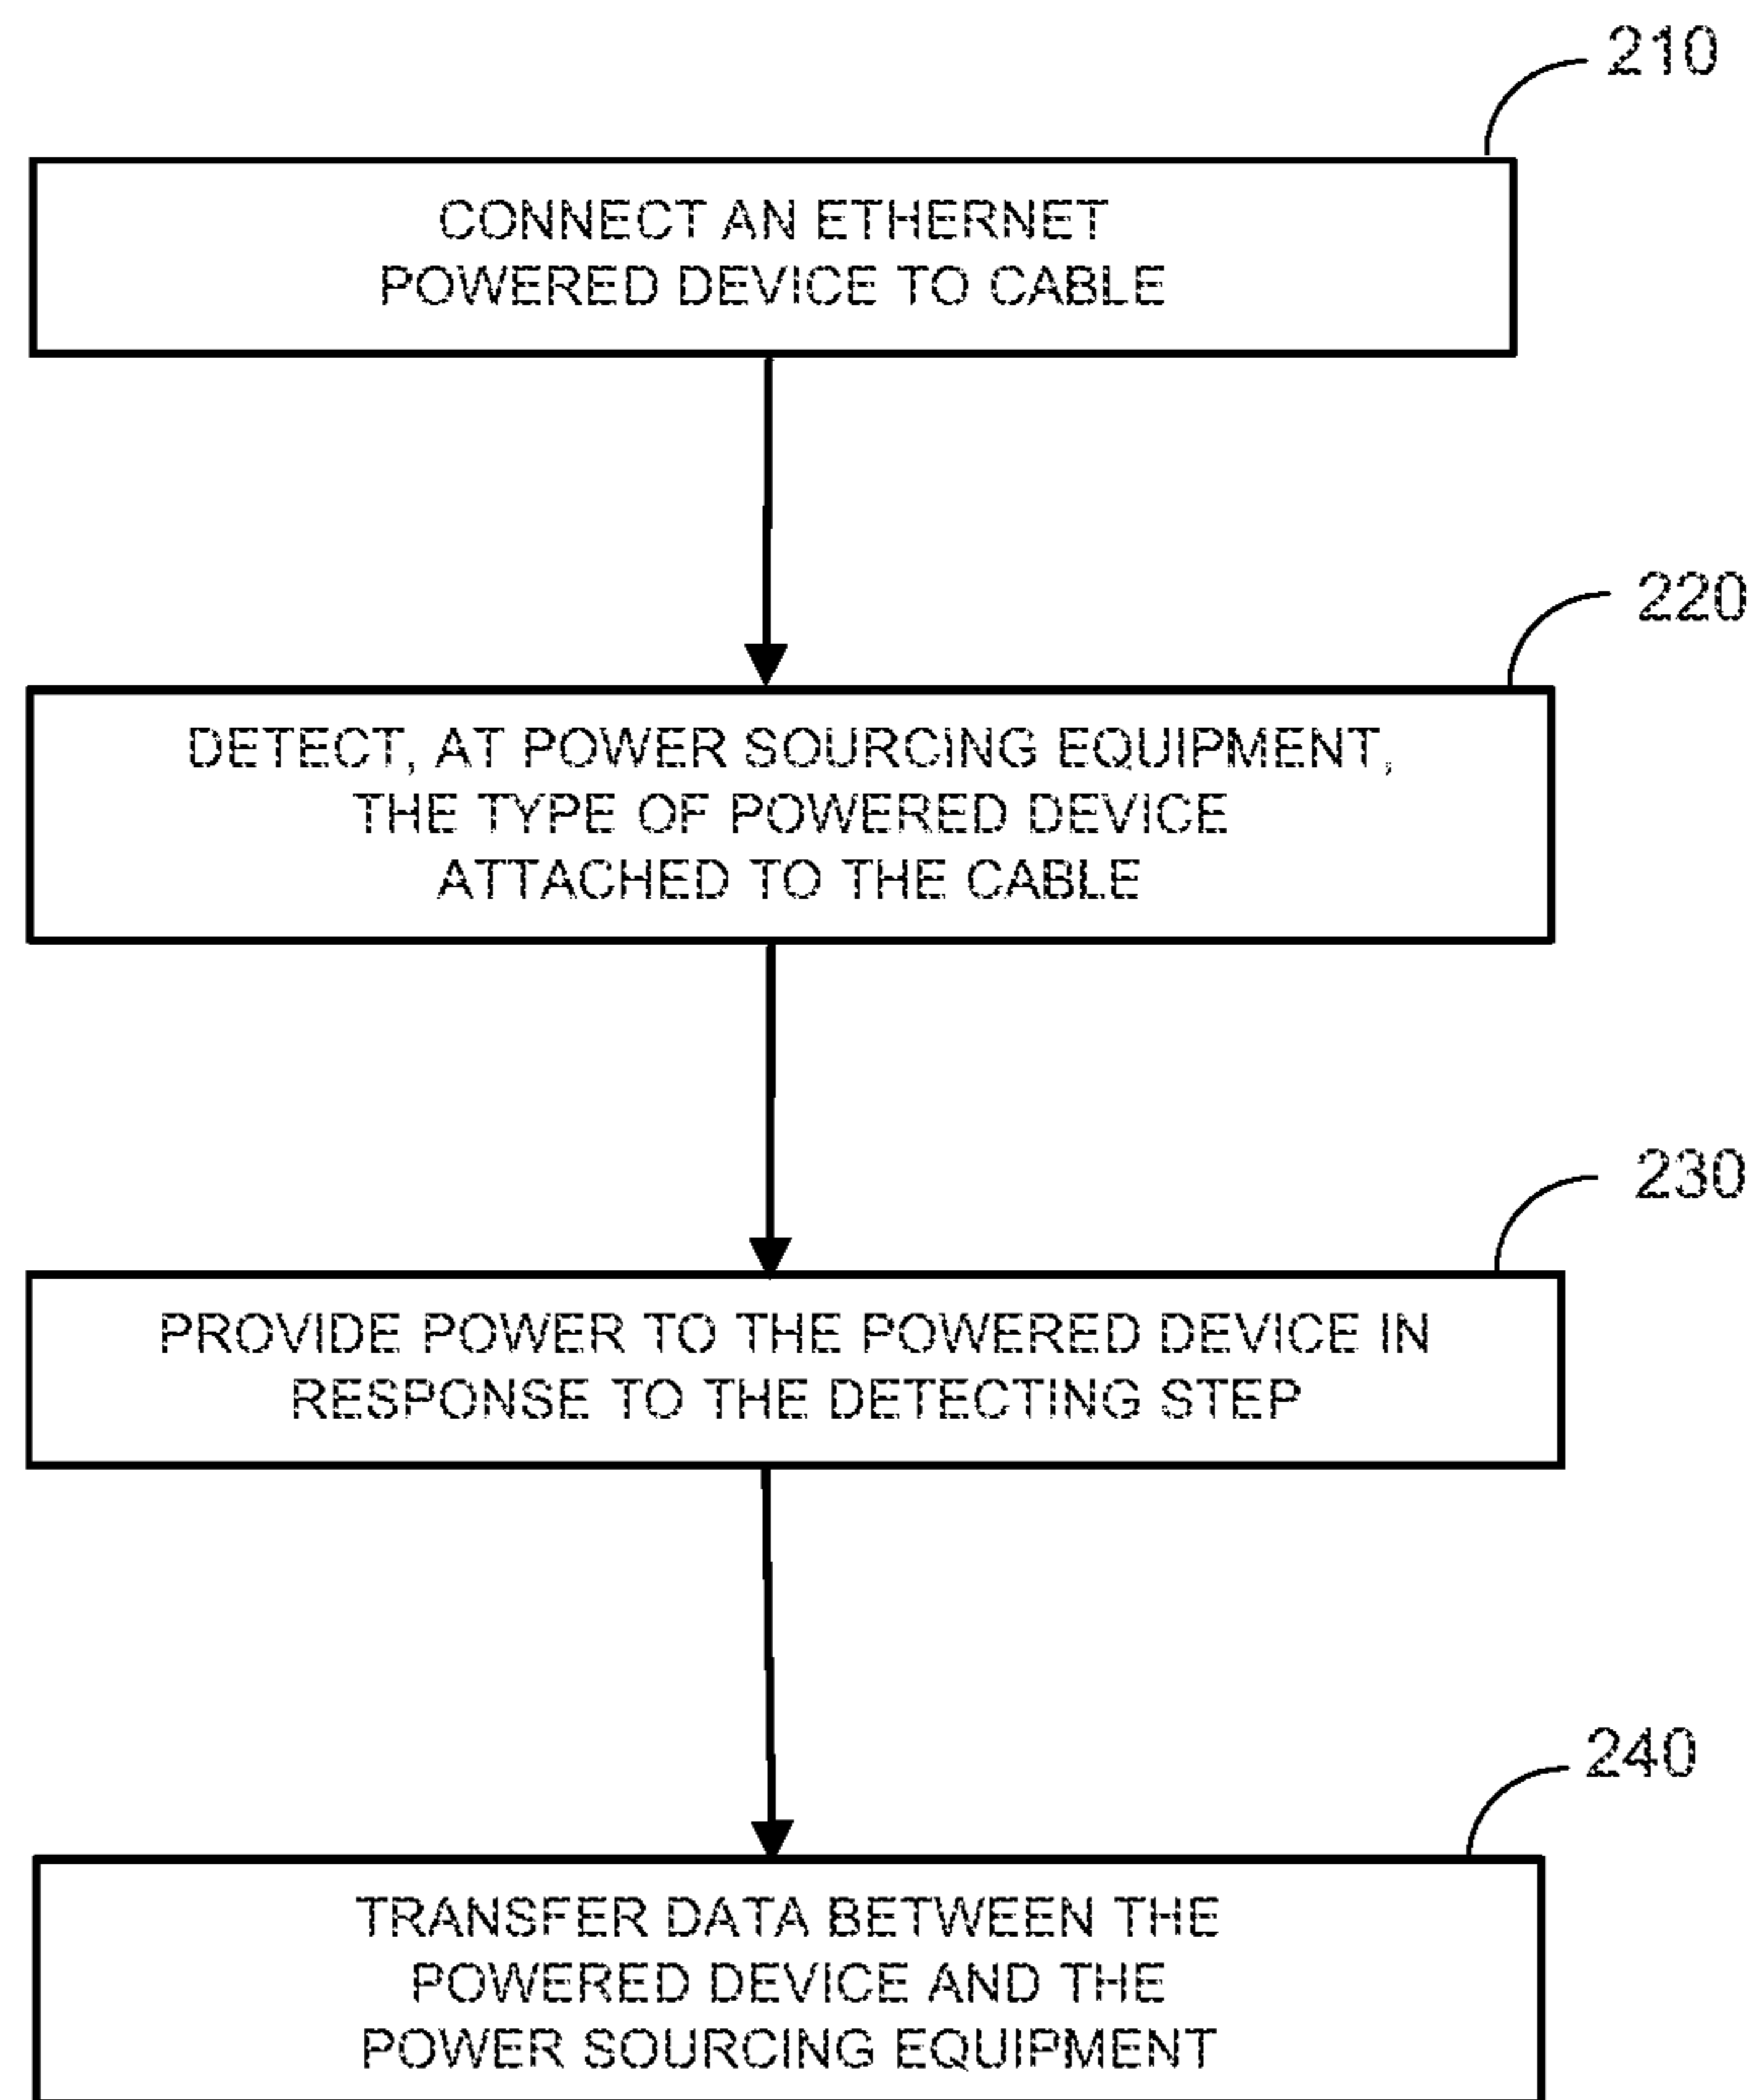 210
CONNECT AN ETHERNET
POWERED DEVICE TO CABLE
220
DETECT, AT POWER SOURCING EQUIPMENT,
THE TYPE OF POWERED DEVICE
ATTACHED TO THE CABLE
230
PROVIDE POWER TO THE POWERED DEVICE IN
RESPONSE TO THE DETECTING STEP
240
TRANSFER DATA BETWEEN THE
POWERED DEVICE AND THE
POWER SOURCING EQUIPMENT